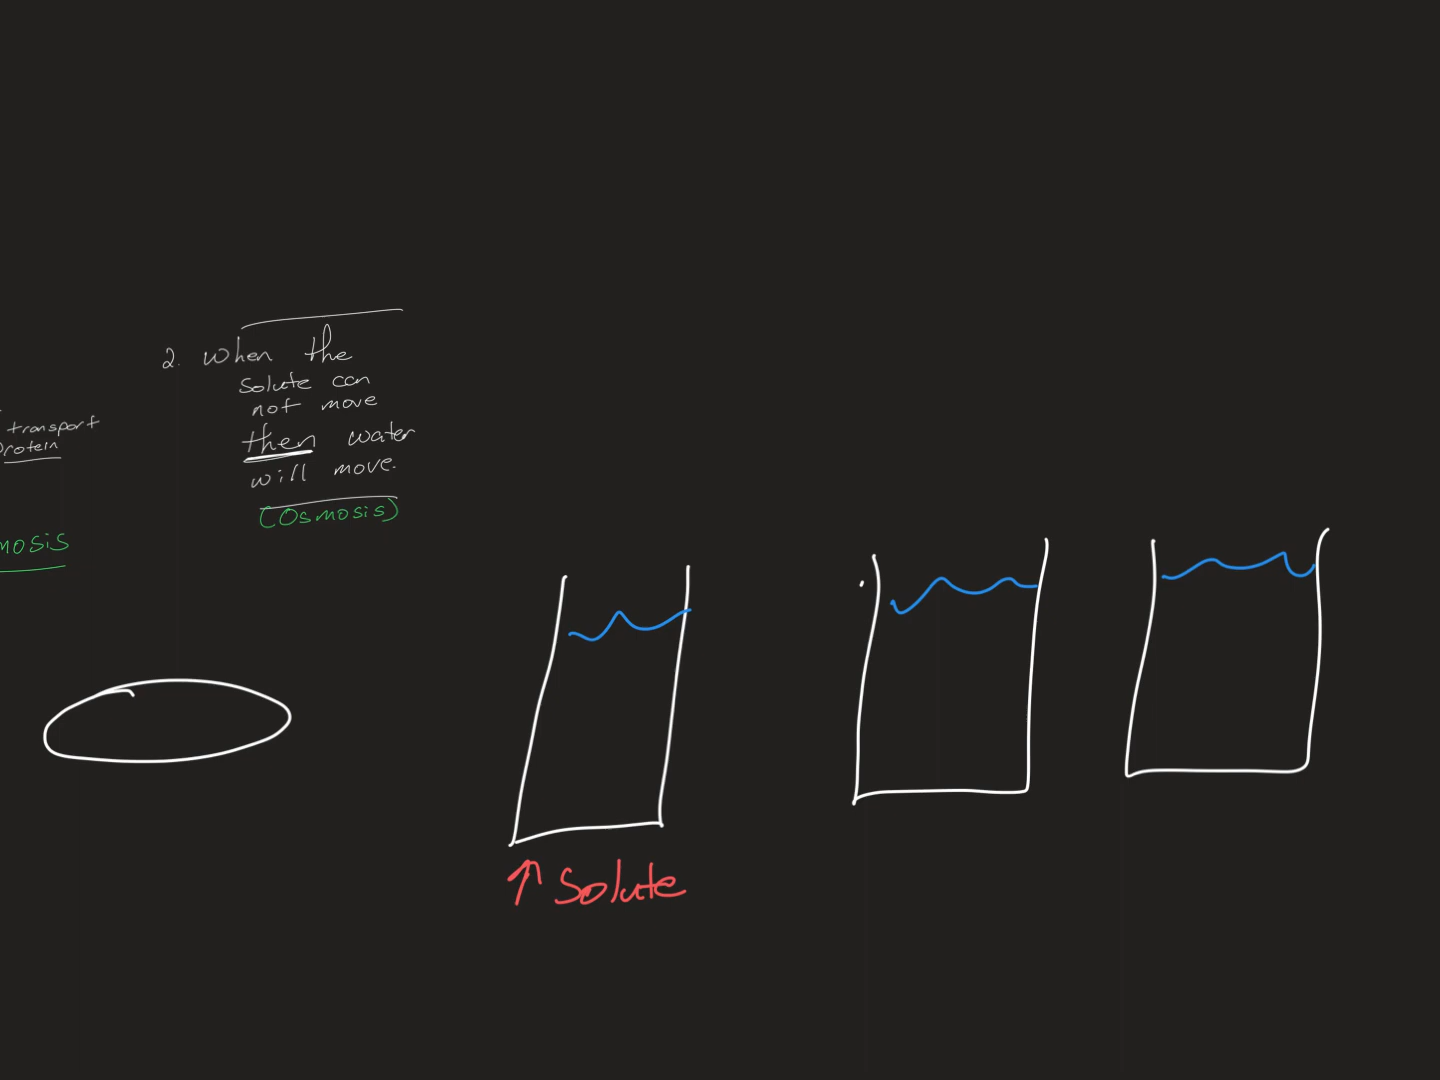 2. When the
solute can
not move
then water
will move.
(Osmosis)
transport
protein
mosis
↑ Solute